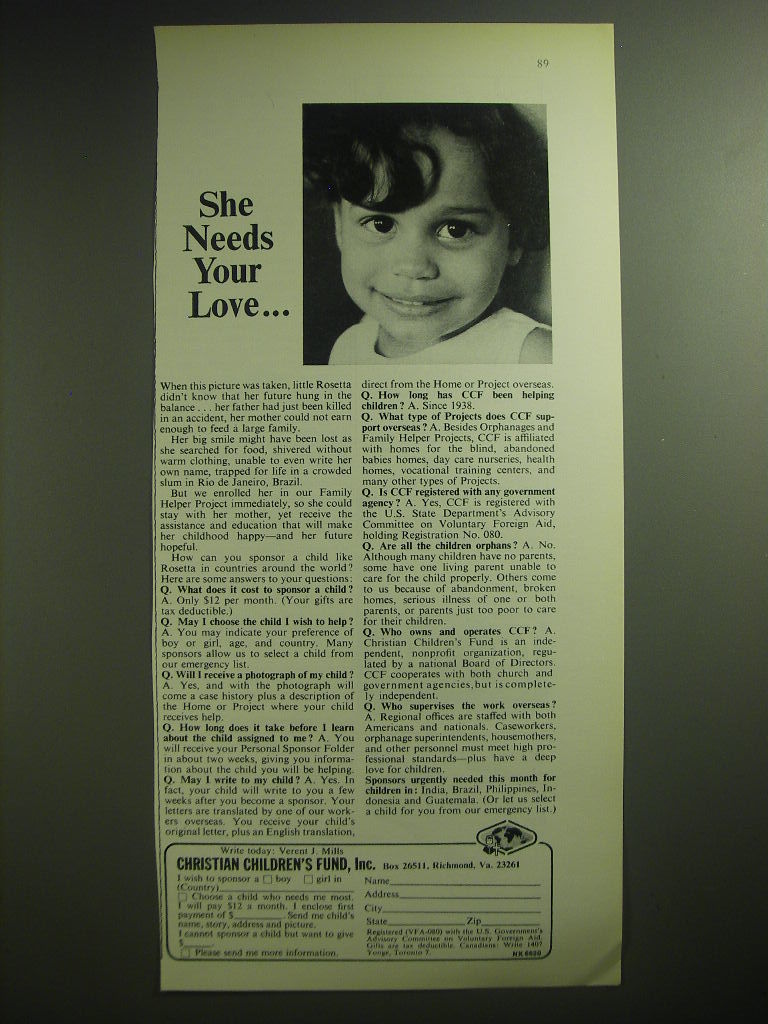 89
She
Needs
Your
Love...
When this picture was taken, little Rosetta
didn't know that her future hung in the
balance . . . her father had just been killed
in an accident, her mother could not earn
enough to feed a large family.
Her big smile might have been lost as
she searched for food, shivered without
warm clothing, unable to even write her
own name, trapped for life in a crowded
slum in Rio de Janeiro, Brazil.
But we enrolled her in our Family
Helper Project immediately, so she could
stay with her mother, yet receive the
assistance and education that will make
her childhood happy—and her future
hopeful.
How can you sponsor a child like
Rosetta in countries around the world?
Here are some answers to your questions:
Q. What does it cost to sponsor a child?
A. Only $12 per month. (Your gifts are
tax deductible.)
Q. May I choose the child I wish to help?
A. You may indicate your preference of
boy or girl, age, and country. Many
sponsors allow us to select a child from
our emergency list.
Q. Will I receive a photograph of my child?
A. Yes, and with the photograph will
come a case history plus a description of
the Home or Project where your child
receives help.
Q. How long does it take before I learn
about the child assigned to me? A. You
will receive your Personal Sponsor Folder
in about two weeks, giving you informa-
tion about the child you will be helping.
Q. May I write to my child? A. Yes. In
fact, your child will write to you a few
weeks after you become a sponsor. Your
letters are translated by one of our work-
ers overseas. You receive your child's
original letter, plus an English translation,
direct from the Home or Project overseas.
Q. How long has CCF been helping
children? A. Since 1938.
Q. What type of Projects does CCF sup-
port overseas? A. Besides Orphanages and
Family Helper Projects, CCF is affiliated
with homes for the blind, abandoned
babies homes, day care nurseries, health
homes, vocational training centers, and
many other types of Projects.
Q. Is CCF registered with any government
agency? A. Yes, CCF is registered with
the U.S. State Department's Advisory
Committee on Voluntary Foreign Aid,
holding Registration No. 080.
Q. Are all the children orphans? A. No.
Although many children have no parents,
some have one living parent unable to
care for the child properly. Others come
to us because of abandonment, broken
homes, serious illness of one or both
parents, or parents just too poor to care
for their children.
Q. Who owns and operates CCF? A.
Christian Children's Fund is an inde-
pendent, nonprofit organization, regu-
lated by a national Board of Directors.
CCF cooperates with both church and
government agencies, but is complete-
ly independent.
Q. Who supervises the work overseas?
A. Regional offices are staffed with both
Americans and nationals. Caseworkers,
orphanage superintendents, housemothers,
and other personnel must meet high pro-
fessional standards—plus have a deep
love for children.
Sponsors urgently needed this month for
children in: India, Brazil, Philippines, In-
donesia and Guatemala. (Or let us select
a child for you from our emergency list.)
Write today: Verent J. Mills
CHRISTIAN CHILDREN'S FUND, Inc. Box 26511, Richmond, Va. 23261
I wish to sponsor a boy girl in
(Country)
Choose a child who needs me most.
I will pay $12 a month. I enclose first
payment of $ Send me child's
name, story, address and picture.
I cannot sponsor a child but want to give
$
Please send me more information.
Name
Address
City
State Zip
Registered (VFA-080) with the U.S. Government's
Advisory Committee on Voluntary Foreign Aid.
Gifts are tax deductible. Canadians: Write 1407
Yonge, Toronto 7.